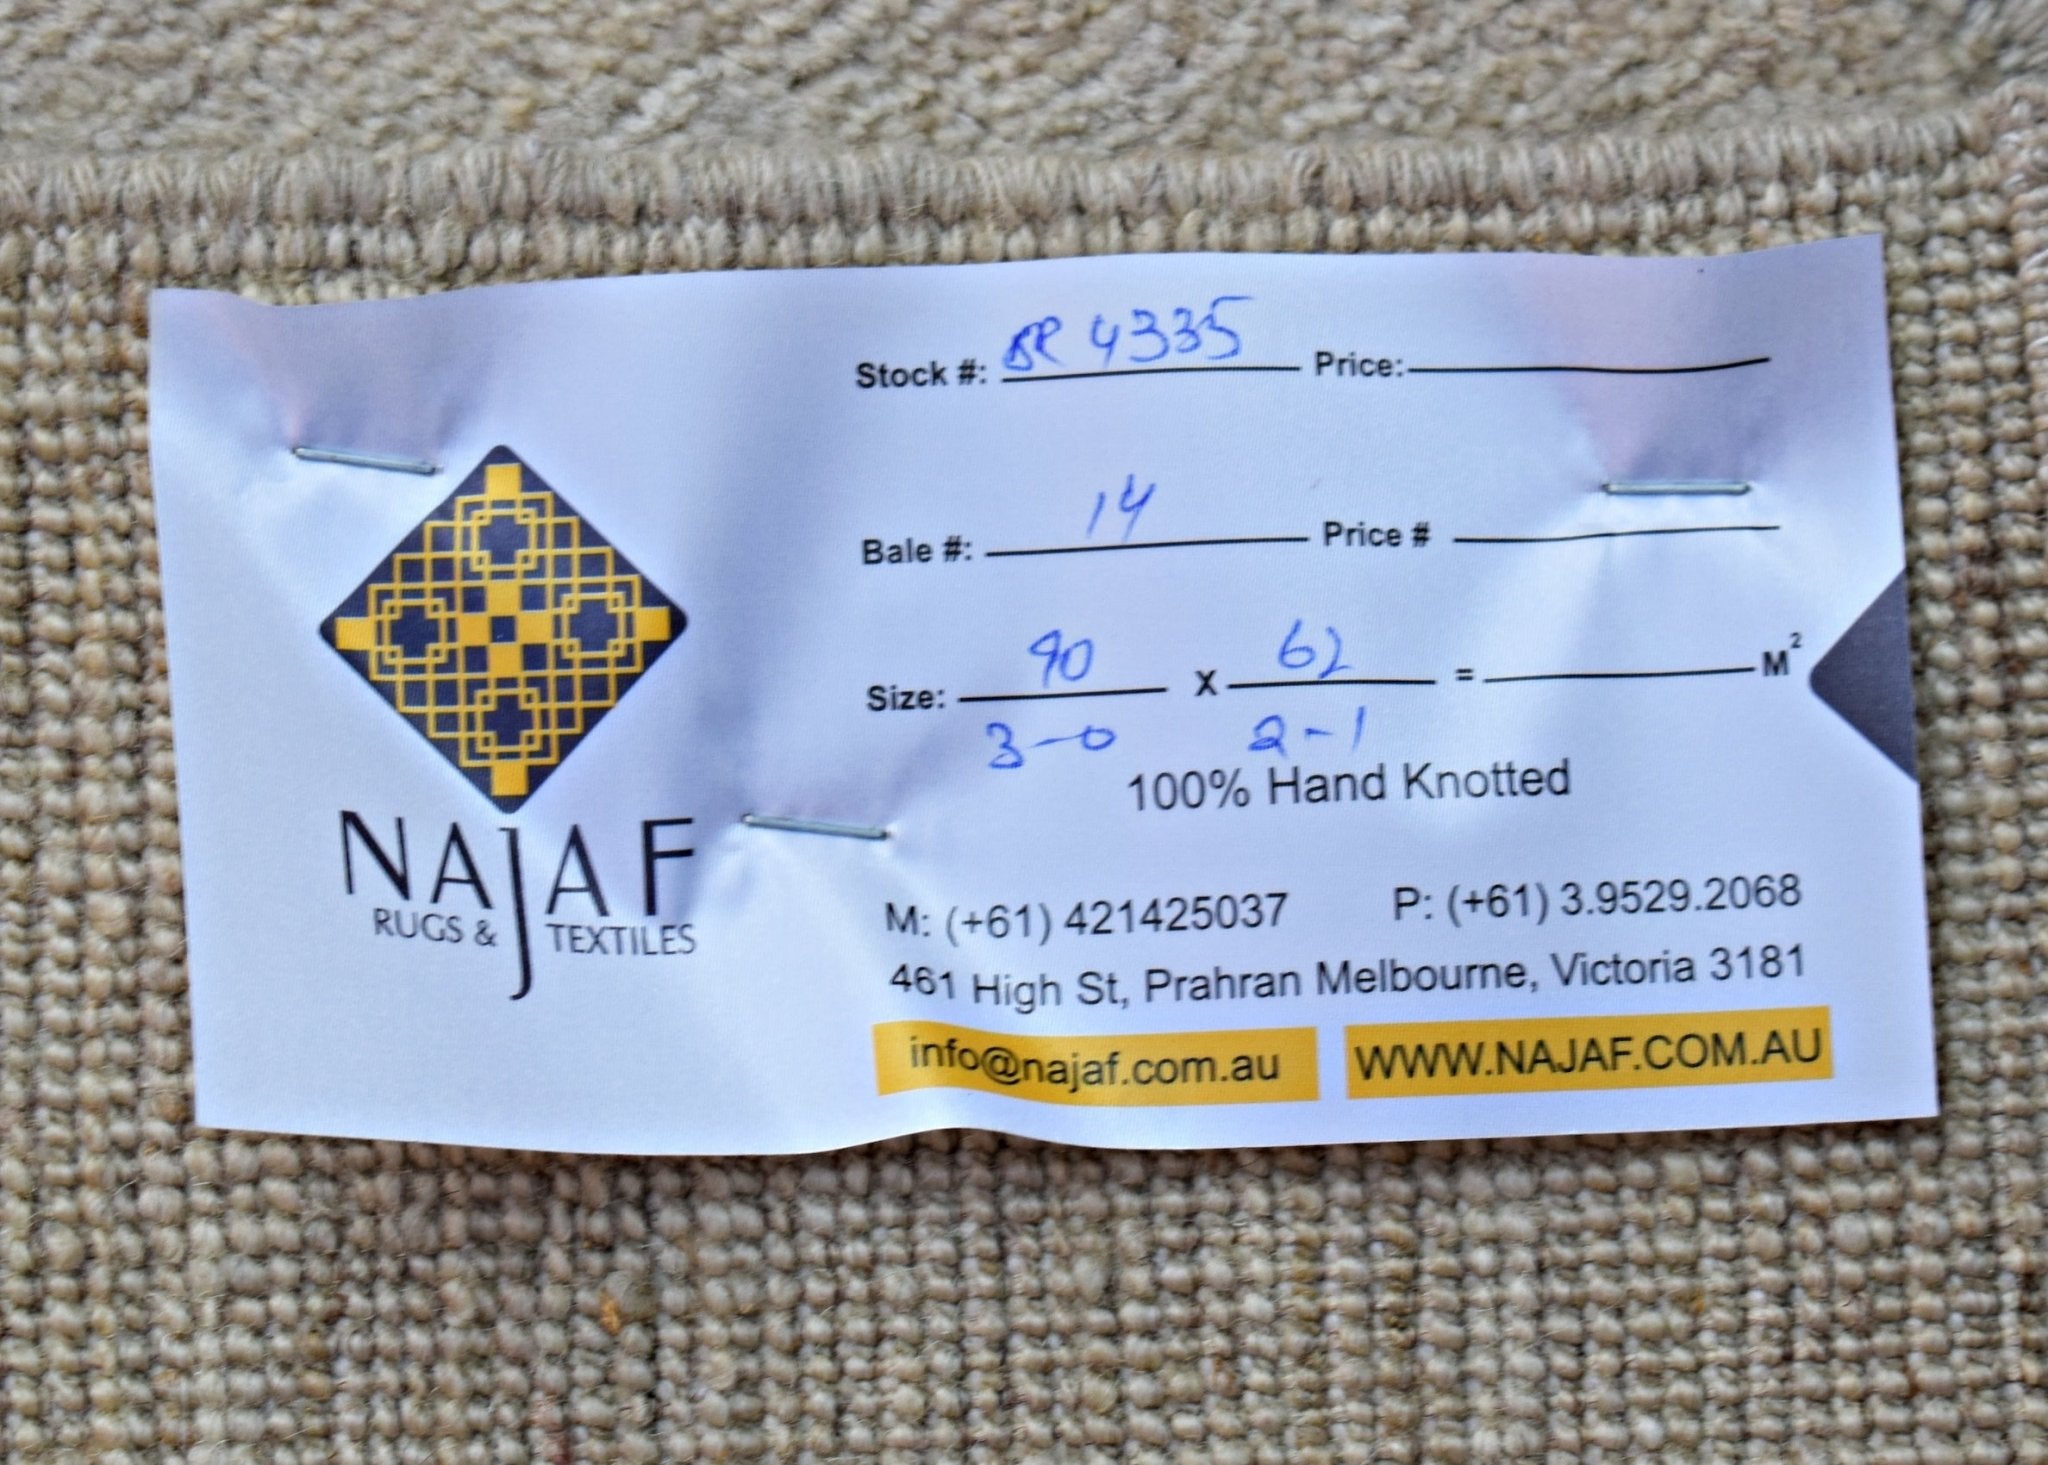 Stock #: BR 4335 Price:
Bale #: 14 Price #
Size: 90 x 62 = M²
3-0 2-1
100% Hand Knotted
NAJAF
RUGS & TEXTILES
M: (+61) 421425037 P: (+61) 3.9529.2068
461 High St, Prahran Melbourne, Victoria 3181
info@najaf.com.au WWW.NAJAF.COM.AU